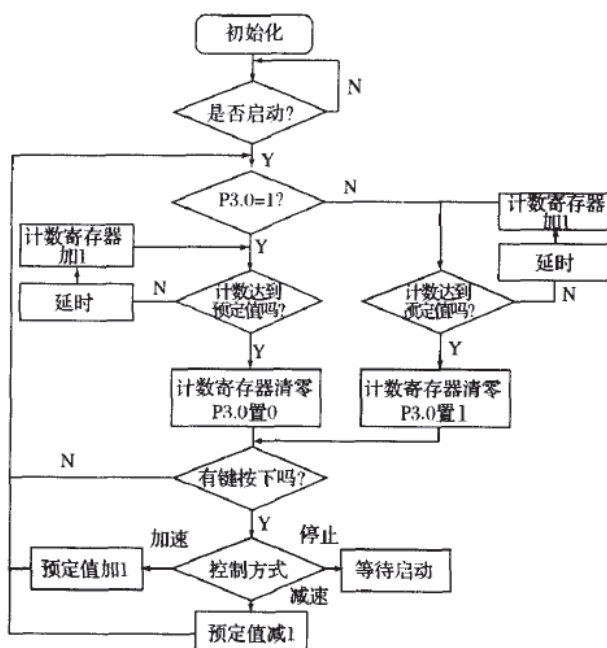 初始化
N
是否启动?
Y
P3.0=1?
N
计数寄存器
加1
Y
计数寄存器
加1
延时
N
计数达到
预定值吗?
计数达到
预定值吗?
N
延时
Y
Y
计数寄存器清零
P3.0置0
计数寄存器清零
P3.0置1
N
有键按下吗?
Y
加速
停止
预定值加1
控制方式
等待启动
减速
预定值减1